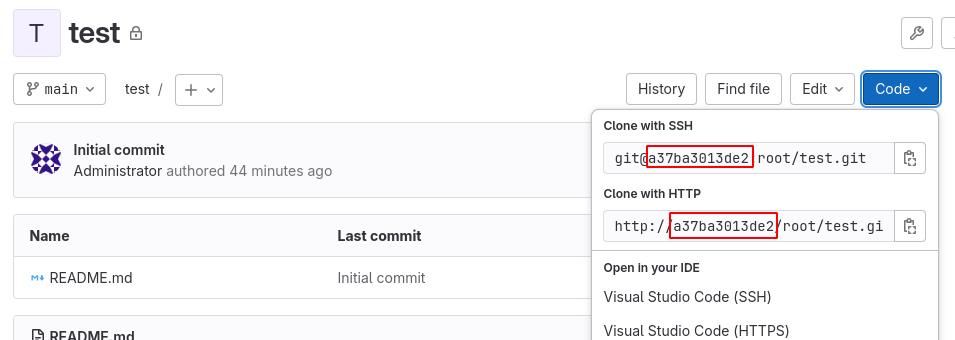 T test
main test / +
History Find file Edit Code
Clone with SSH
git@a37ba3013de2:root/test.git
Clone with HTTP
http://a37ba3013de2/root/test.gi
Open in your IDE
Visual Studio Code (SSH)
Visual Studio Code (HTTPS)
Initial commit
Administrator authored 44 minutes ago
Name Last commit
README.md Initial commit
README.md